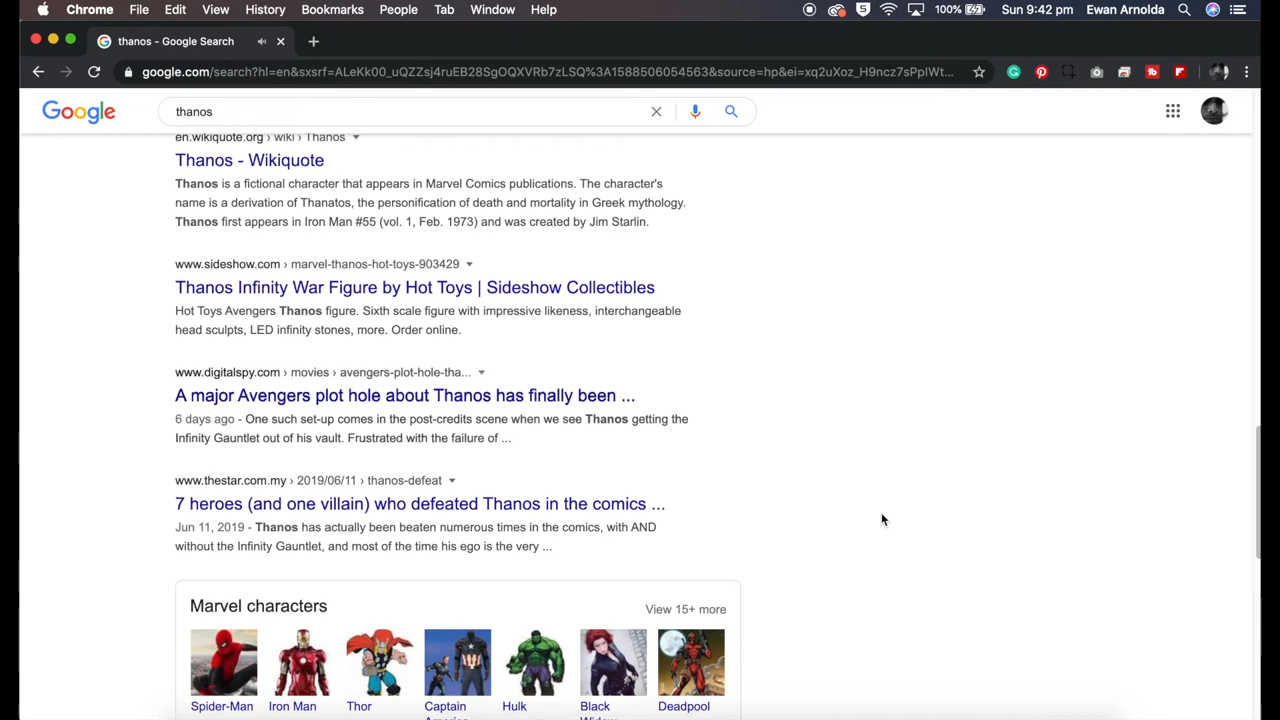 Chrome File Edit View History Bookmarks People Tab Window Help 100% Sun 9:42 pm Ewan Arnolda
thanos - Google Search
google.com/search?hl=en&sxsrf=ALeKk00_uQZZsj4ruEB28SgOQXVRb7zLSQ%3A1588506054563&source=hp&ei=xq2uXoz_H9ncz7sPpIWt...
Google thanos
en.wikiquote.org › wiki › Thanos
Thanos - Wikiquote
Thanos is a fictional character that appears in Marvel Comics publications. The character's
name is a derivation of Thanatos, the personification of death and mortality in Greek mythology.
Thanos first appears in Iron Man #55 (vol. 1, Feb. 1973) and was created by Jim Starlin.
www.sideshow.com › marvel-thanos-hot-toys-903429
Thanos Infinity War Figure by Hot Toys | Sideshow Collectibles
Hot Toys Avengers Thanos figure. Sixth scale figure with impressive likeness, interchangeable
head sculpts, LED infinity stones, more. Order online.
www.digitalspy.com › movies › avengers-plot-hole-tha...
A major Avengers plot hole about Thanos has finally been ...
6 days ago - One such set-up comes in the post-credits scene when we see Thanos getting the
Infinity Gauntlet out of his vault. Frustrated with the failure of ...
www.thestar.com.my › 2019/06/11 › thanos-defeat
7 heroes (and one villain) who defeated Thanos in the comics ...
Jun 11, 2019 - Thanos has actually been beaten numerous times in the comics, with AND
without the Infinity Gauntlet, and most of the time his ego is the very ...
Marvel characters View 15+ more
Spider-Man Iron Man Thor Captain Hulk Black Deadpool